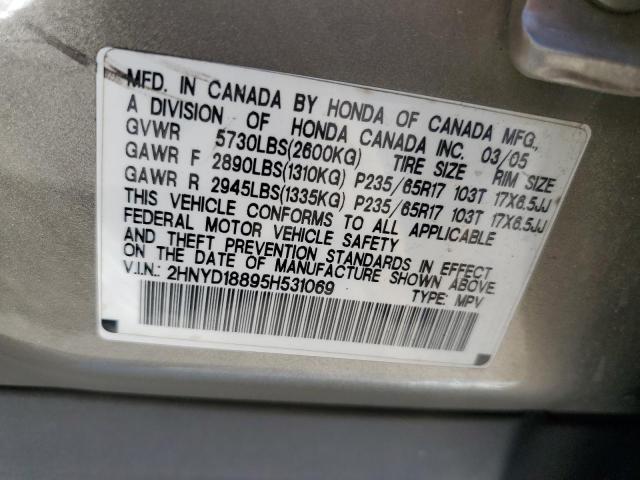 MFD. IN CANADA BY HONDA OF CANADA MFG.,
A DIVISION OF HONDA CANADA INC. 03/05
GVWR 5730LBS(2600KG) TIRE SIZE RIM SIZE
GAWR F 2890LBS(1310KG) P235/65R17 103T 17X6.5JJ
GAWR R 2945LBS(1335KG) P235/65R17 103T 17X6.5JJ
THIS VEHICLE CONFORMS TO ALL APPLICABLE
FEDERAL MOTOR VEHICLE SAFETY
AND THEFT PREVENTION STANDARDS IN EFFECT
ON THE DATE OF MANUFACTURE SHOWN ABOVE.
V.I.N.: 2HNYD18895H531069 TYPE: MPV